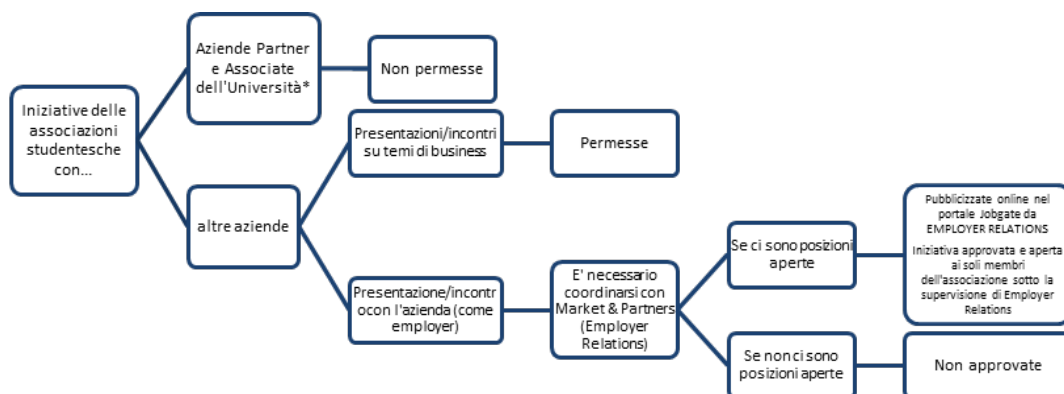 Iniziative delle
associazioni
studentesche
con...
Aziende Partner
e Associate
dell'Università*
Non permesse
altre aziende
Presentazioni/incontri
su temi di business
Permesse
Presentazione/incontr
ocon l'azienda (come
employer)
E' necessario
coordinarsi con
Market & Partners
(Employer
Relations)
Se ci sono posizioni
aperte
Pubblicizzate online nel
portale Jobgate da
EMPLOYER RELATIONS
Iniziativa approvata e aperta
ai soli membri
dell'associazione sotto la
supervisione di Employer
Relations
Se non ci sono
posizioni aperte
Non approvate